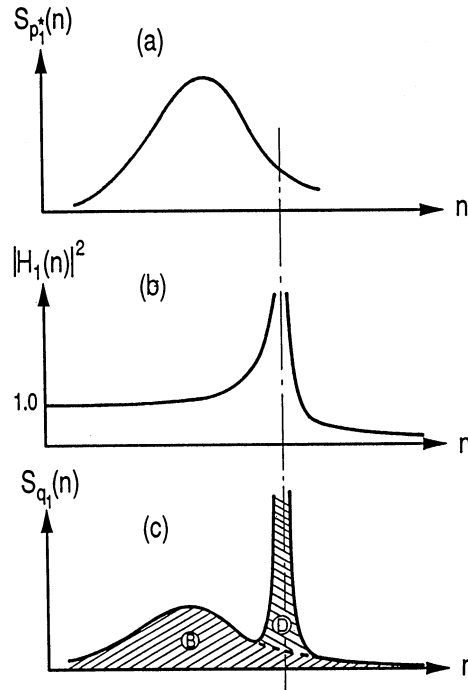 S_{p_1^*}(n)
(a)
n
|H_1(n)|^2
(b)
1.0
n
S_{q_1}(n)
(c)
B
D
n